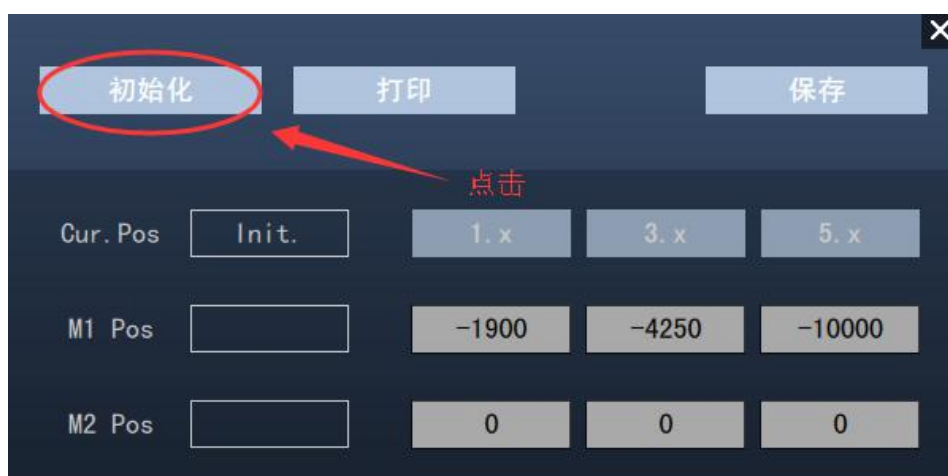 X
初始化 打印 保存
点击
Cur.Pos Init. 1.x 3.x 5.x
M1 Pos -1900 -4250 -10000
M2 Pos 0 0 0